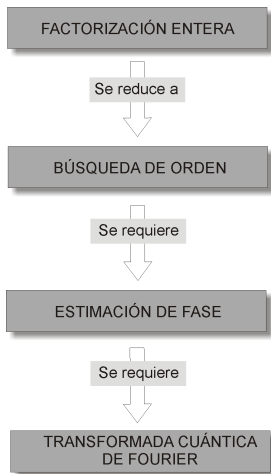 FACTORIZACIÓN ENTERA
Se reduce a
BÚSQUEDA DE ORDEN
Se requiere
ESTIMACIÓN DE FASE
Se requiere
TRANSFORMADA CUÁNTICA
DE FOURIER